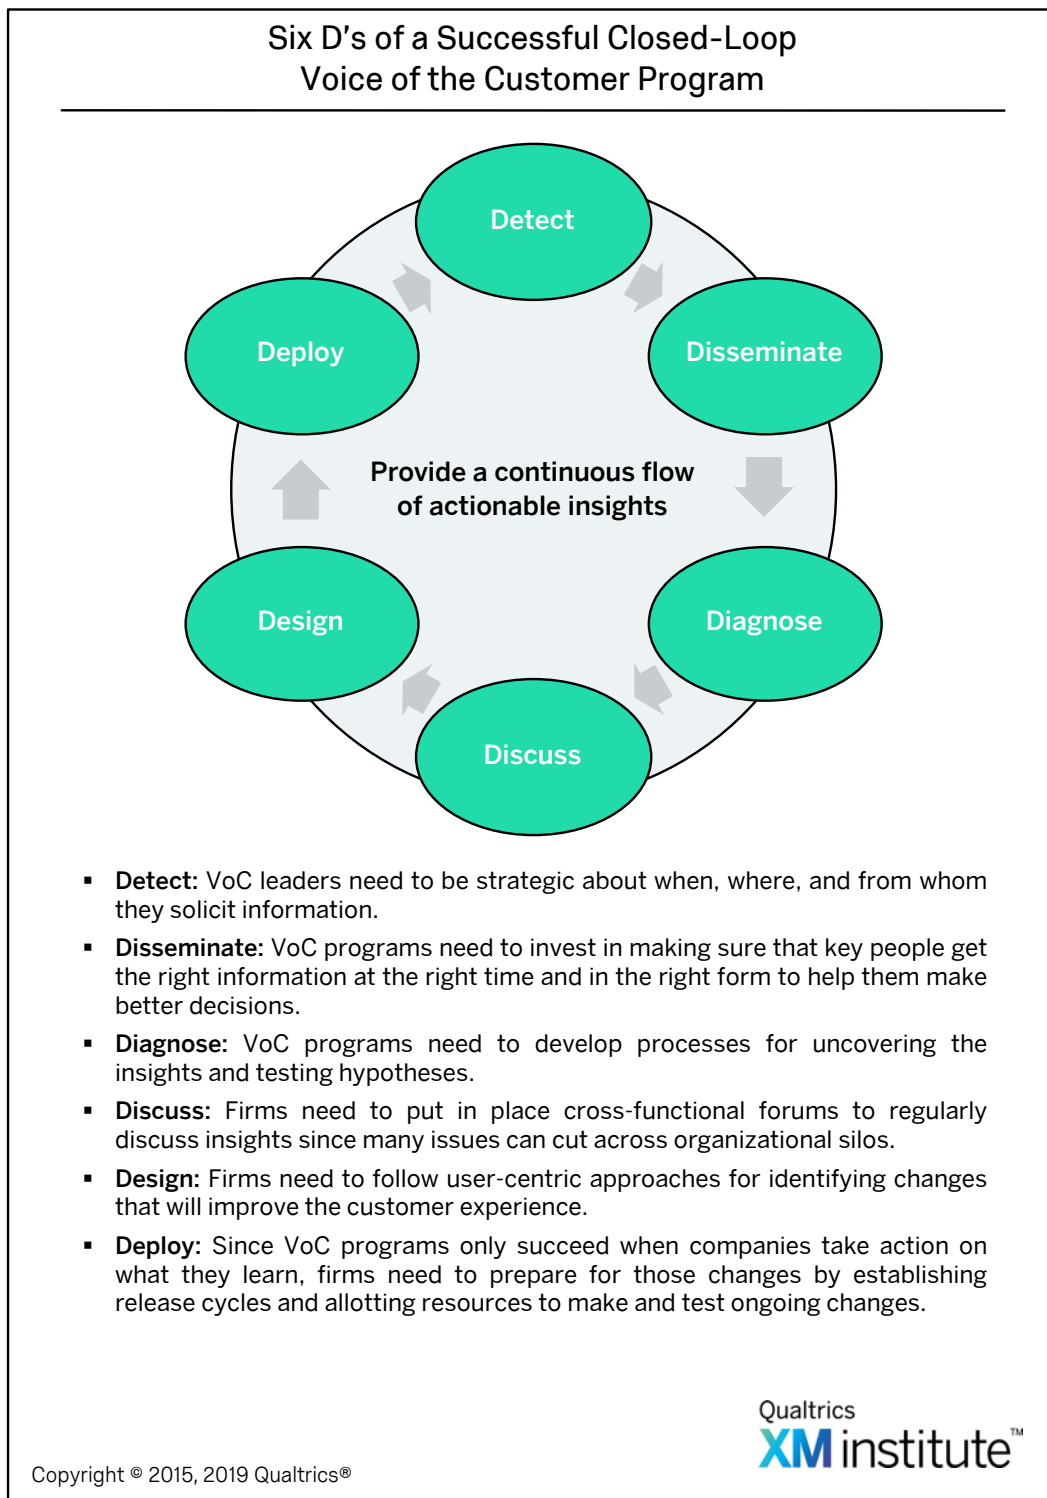 Six D's of a Successful Closed-Loop
Voice of the Customer Program
Detect
Deploy
Disseminate
Provide a continuous flow
of actionable insights
Design
Diagnose
Discuss
▪ Detect: VoC leaders need to be strategic about when, where, and from whom
they solicit information.
▪ Disseminate: VoC programs need to invest in making sure that key people get
the right information at the right time and in the right form to help them make
better decisions.
▪ Diagnose: VoC programs need to develop processes for uncovering the
insights and testing hypotheses.
▪ Discuss: Firms need to put in place cross-functional forums to regularly
discuss insights since many issues can cut across organizational silos.
▪ Design: Firms need to follow user-centric approaches for identifying changes
that will improve the customer experience.
▪ Deploy: Since VoC programs only succeed when companies take action on
what they learn, firms need to prepare for those changes by establishing
release cycles and allotting resources to make and test ongoing changes.
Qualtrics
XM institute™
Copyright © 2015, 2019 Qualtrics®